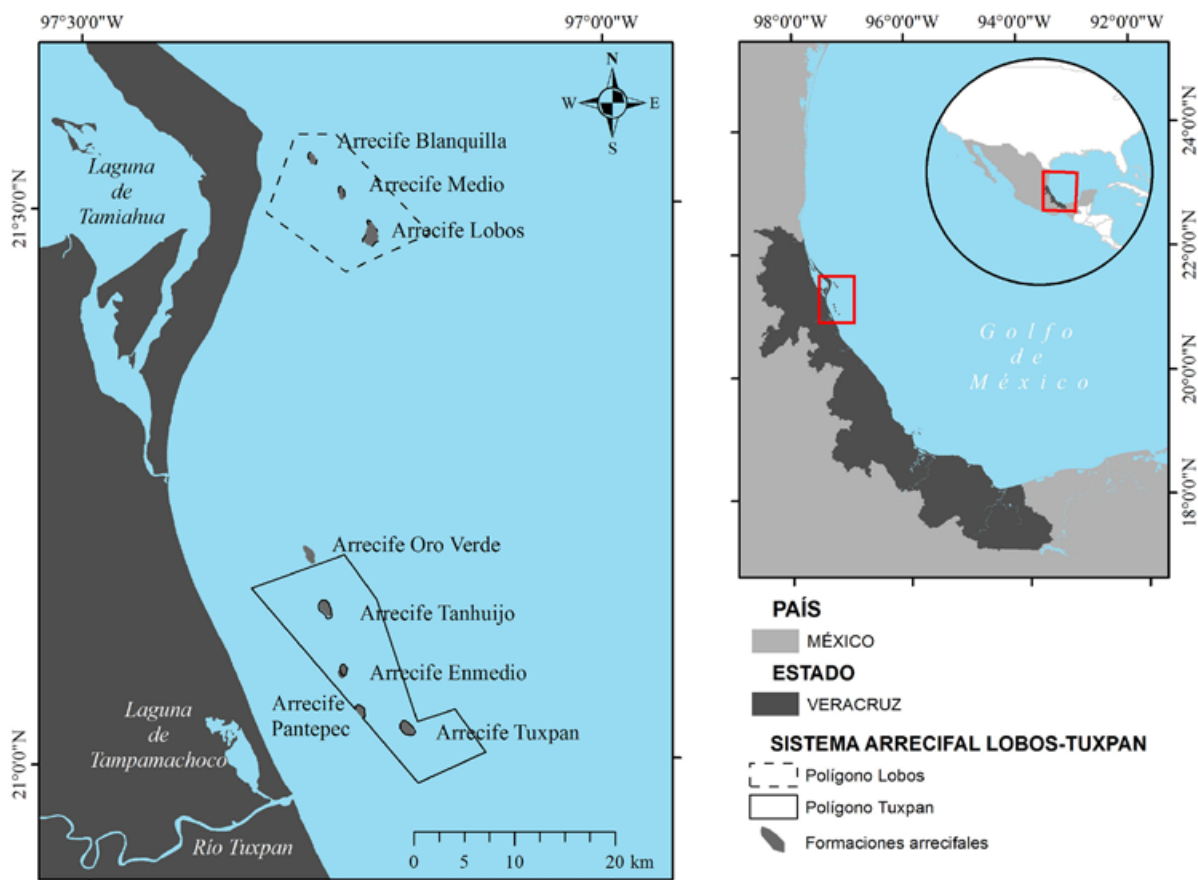 97°30'0"W
97°0'0"W
21°30'0"N
21°0'0"N
N
W
E
S
Arrecife Blanquilla
Arrecife Medio
Arrecife Lobos
Laguna
de
Tamiahua
Arrecife Oro Verde
Arrecife Tanhuijo
Arrecife Enmedio
Arrecife
Pantepec
Arrecife Tuxpan
Laguna
de
Tampamachoco
Río Tuxpan
0 5 10 20 km
98°0'0"W
96°0'0"W
94°0'0"W
92°0'0"W
24°0'0"N
22°0'0"N
20°0'0"N
18°0'0"N
Golfo
de
México
PAÍS
MÉXICO
ESTADO
VERACRUZ
SISTEMA ARRECIFAL LOBOS-TUXPAN
Polígono Lobos
Polígono Tuxpan
Formaciones arrecifales